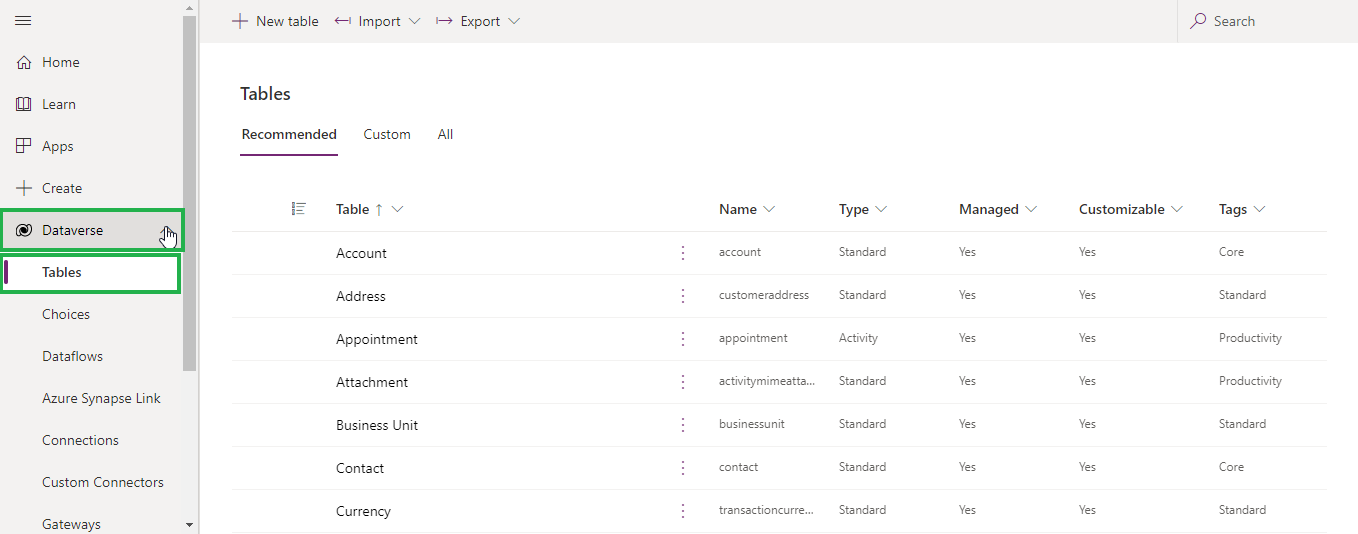 New table Import Export Search
Home
Learn
Apps
Create
Dataverse
Tables
Choices
Dataflows
Azure Synapse Link
Connections
Custom Connectors
Gateways
Tables
Recommended Custom All
Table Name Type Managed Customizable Tags
Account account Standard Yes Yes Core
Address customeraddress Standard Yes Yes Standard
Appointment appointment Activity Yes Yes Productivity
Attachment activitymimeatta... Standard Yes Yes Productivity
Business Unit businessunit Standard Yes Yes Standard
Contact contact Standard Yes Yes Core
Currency transactioncurre... Standard Yes Yes Standard